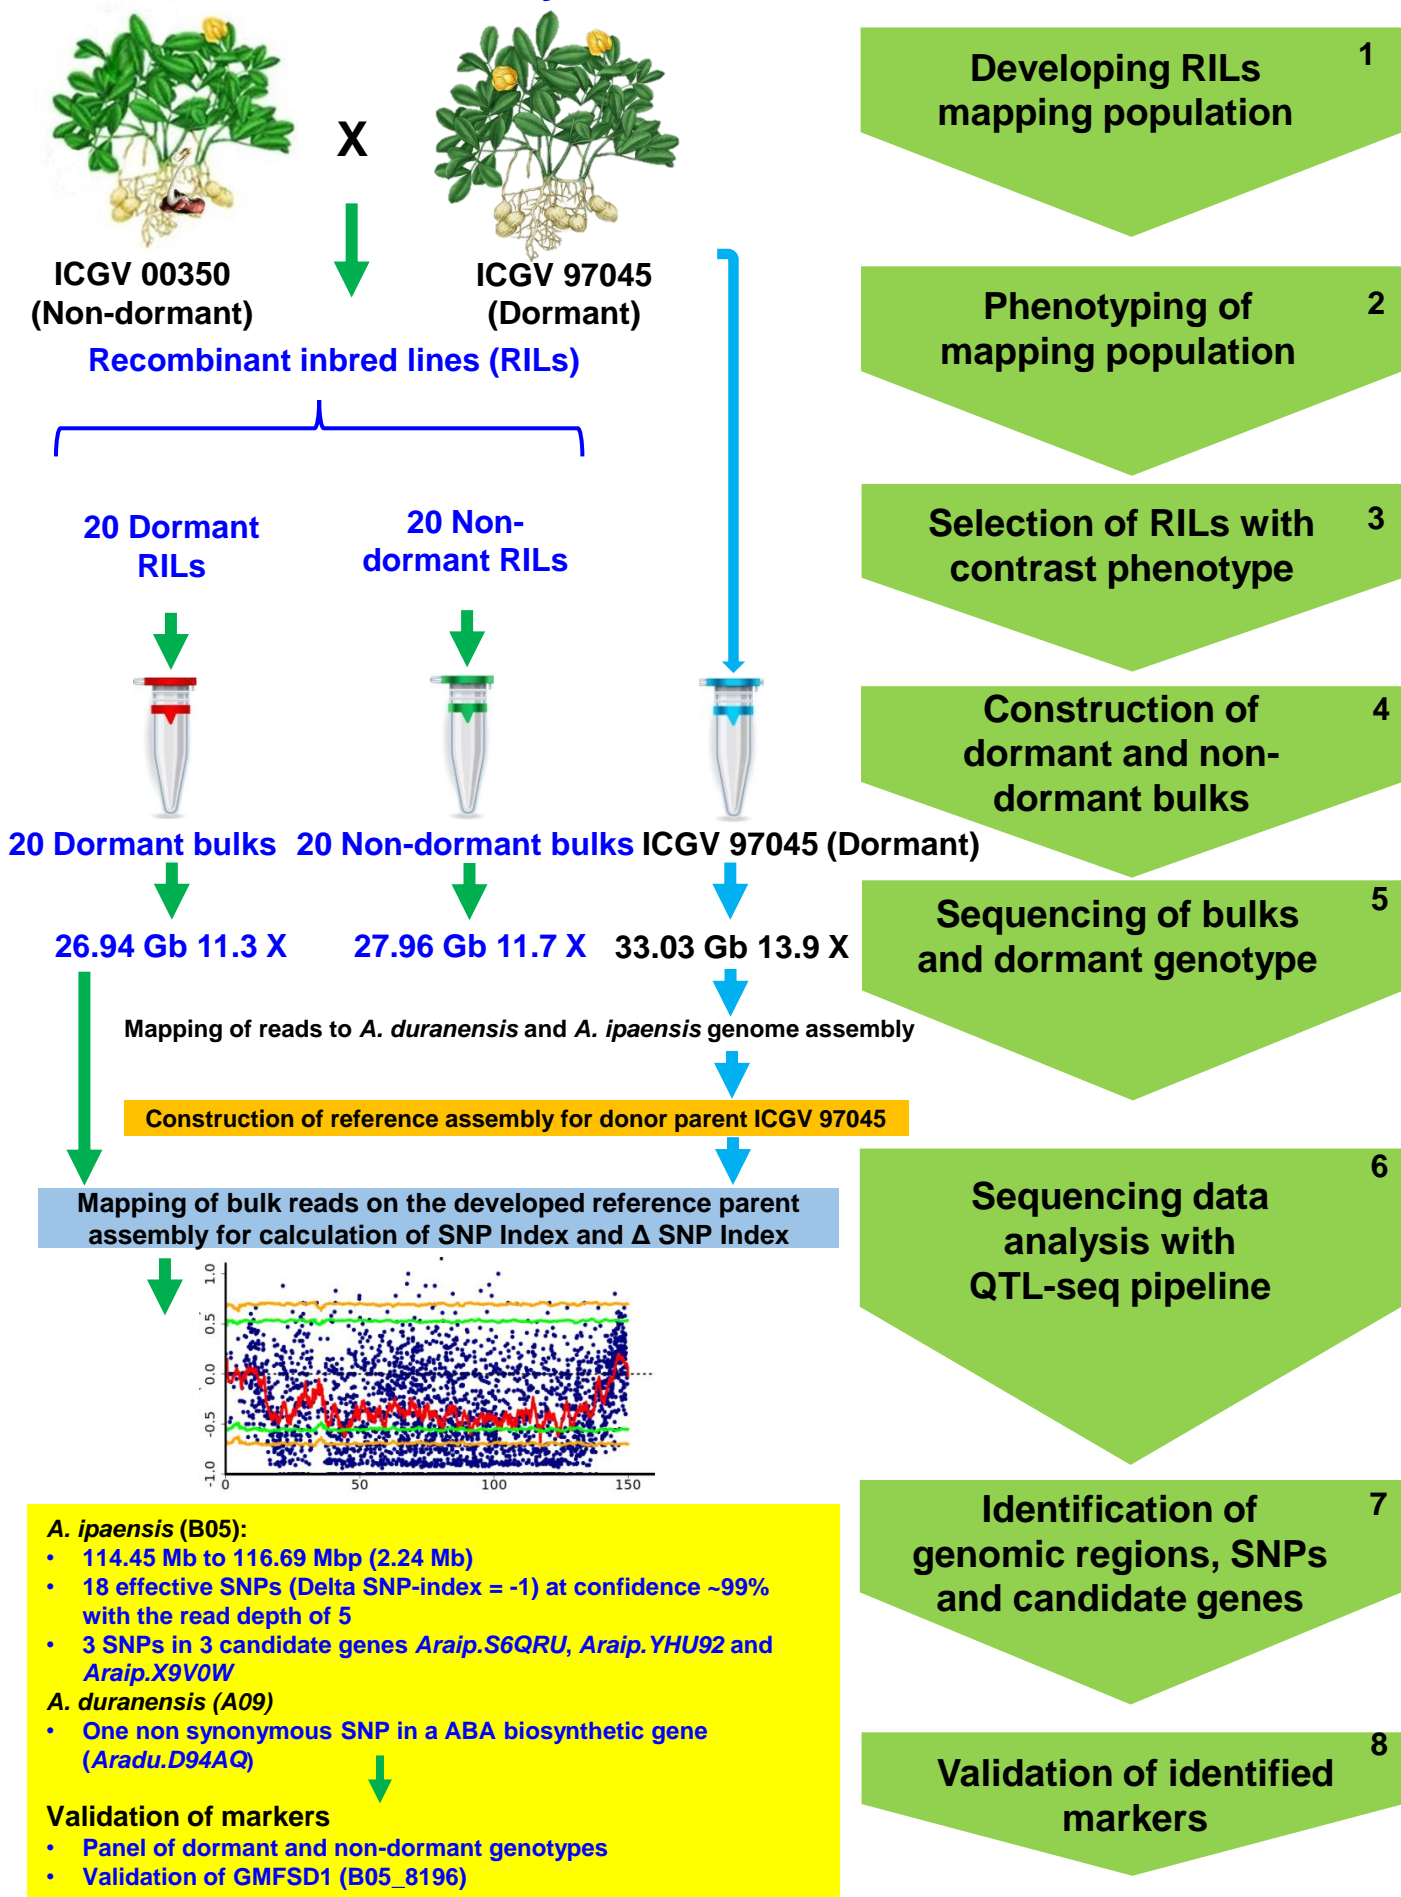 X
ICGV 00350
(Non-dormant)
ICGV 97045
(Dormant)
Recombinant inbred lines (RILs)
20 Dormant
RILs
20 Non-
dormant RILs
20 Dormant bulks
20 Non-dormant bulks
ICGV 97045 (Dormant)
26.94 Gb 11.3 X
27.96 Gb 11.7 X
33.03 Gb 13.9 X
Mapping of reads to A. duranensis and A. ipaensis genome assembly
Construction of reference assembly for donor parent ICGV 97045
Mapping of bulk reads on the developed reference parent
assembly for calculation of SNP Index and Δ SNP Index
1.0
0.5
0.0
-0.5
-1.0
0
50
100
150
A. ipaensis (B05):
• 114.45 Mb to 116.69 Mbp (2.24 Mb)
• 18 effective SNPs (Delta SNP-index = -1) at confidence ~99%
with the read depth of 5
• 3 SNPs in 3 candidate genes Araip.S6QRU, Araip.YHU92 and
Araip.X9V0W
A. duranensis (A09)
• One non synonymous SNP in a ABA biosynthetic gene
(Aradu.D94AQ)
Validation of markers
• Panel of dormant and non-dormant genotypes
• Validation of GMFSD1 (B05_8196)
1
Developing RILs
mapping population
2
Phenotyping of
mapping population
3
Selection of RILs with
contrast phenotype
4
Construction of
dormant and non-
dormant bulks
5
Sequencing of bulks
and dormant genotype
6
Sequencing data
analysis with
QTL-seq pipeline
7
Identification of
genomic regions, SNPs
and candidate genes
8
Validation of identified
markers